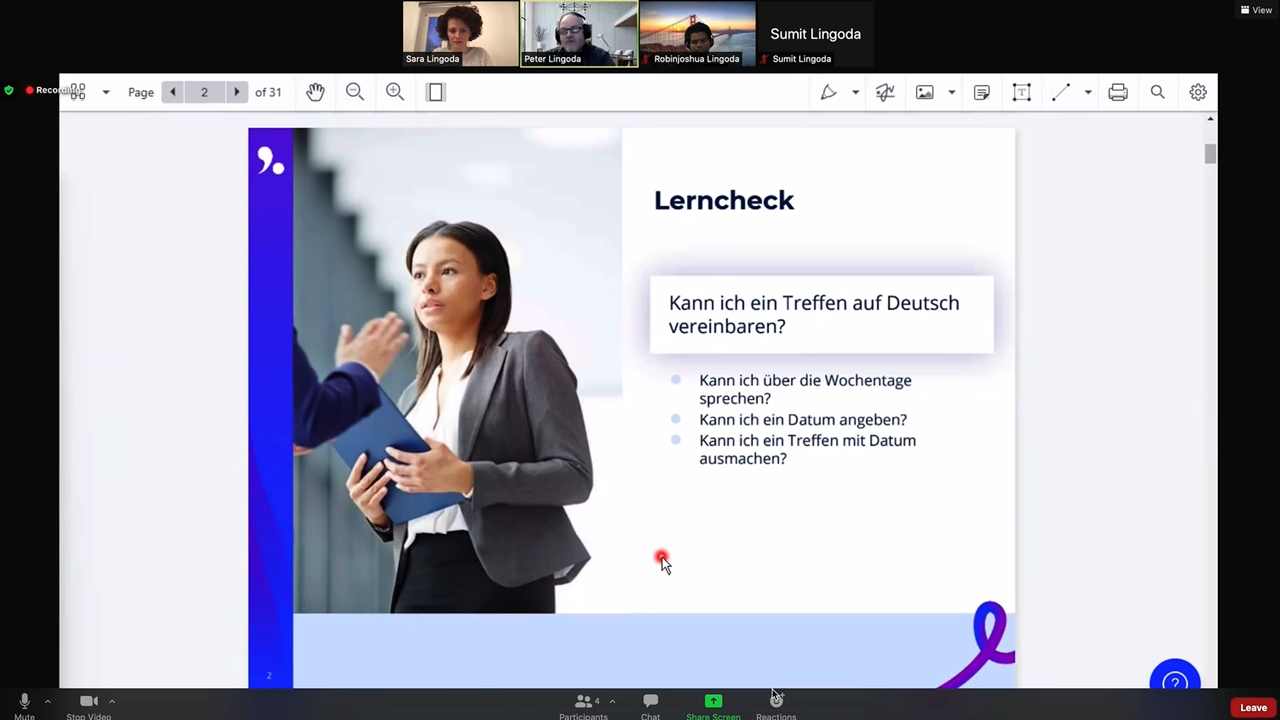 View
Sumit Lingoda
Sara Lingoda
Peter Lingoda
Robinjoshua Lingoda
Sumit Lingoda
Page
2
of 31
Lerncheck
Kann ich ein Treffen auf Deutsch
vereinbaren?
Kann ich über die Wochentage
sprechen?
Kann ich ein Datum angeben?
Kann ich ein Treffen mit Datum
ausmachen?
2
4
Mute
Stop Video
Participants
Chat
Share Screen
Reactions
Leave